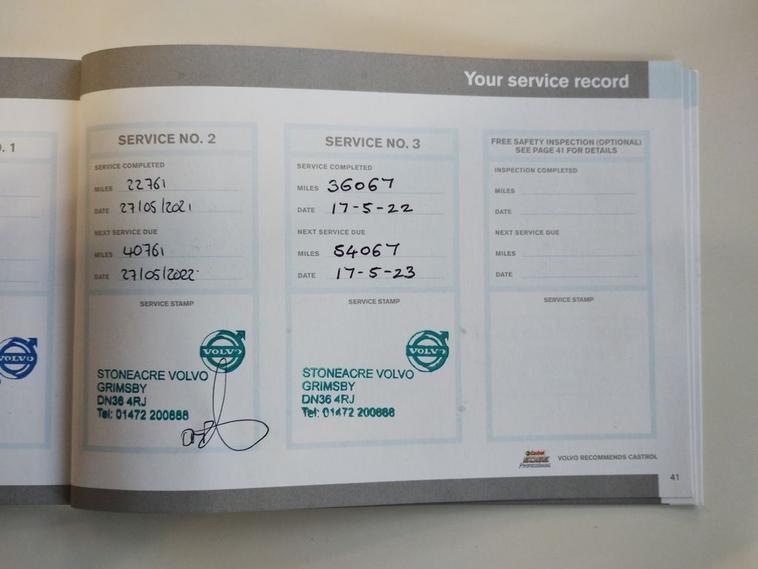 Your service record
. 1
VOLVO
SERVICE NO. 2
SERVICE COMPLETED
MILES 22761
DATE 27/05/2021
NEXT SERVICE DUE
MILES 40761
DATE 27/05/2022
SERVICE STAMP
VOLVO
STONEACRE VOLVO
GRIMSBY
DN36 4RJ
Tel: 01472 200888
SERVICE NO. 3
SERVICE COMPLETED
MILES 36067
DATE 17-5-22
NEXT SERVICE DUE
MILES 54067
DATE 17-5-23
SERVICE STAMP
VOLVO
STONEACRE VOLVO
GRIMSBY
DN36 4RJ
Tel: 01472 200888
FREE SAFETY INSPECTION (OPTIONAL)
SEE PAGE 41 FOR DETAILS
INSPECTION COMPLETED
MILES
DATE
NEXT SERVICE DUE
MILES
DATE
SERVICE STAMP
Castrol
EDGE
PROFESSIONAL
VOLVO RECOMMENDS CASTROL
41